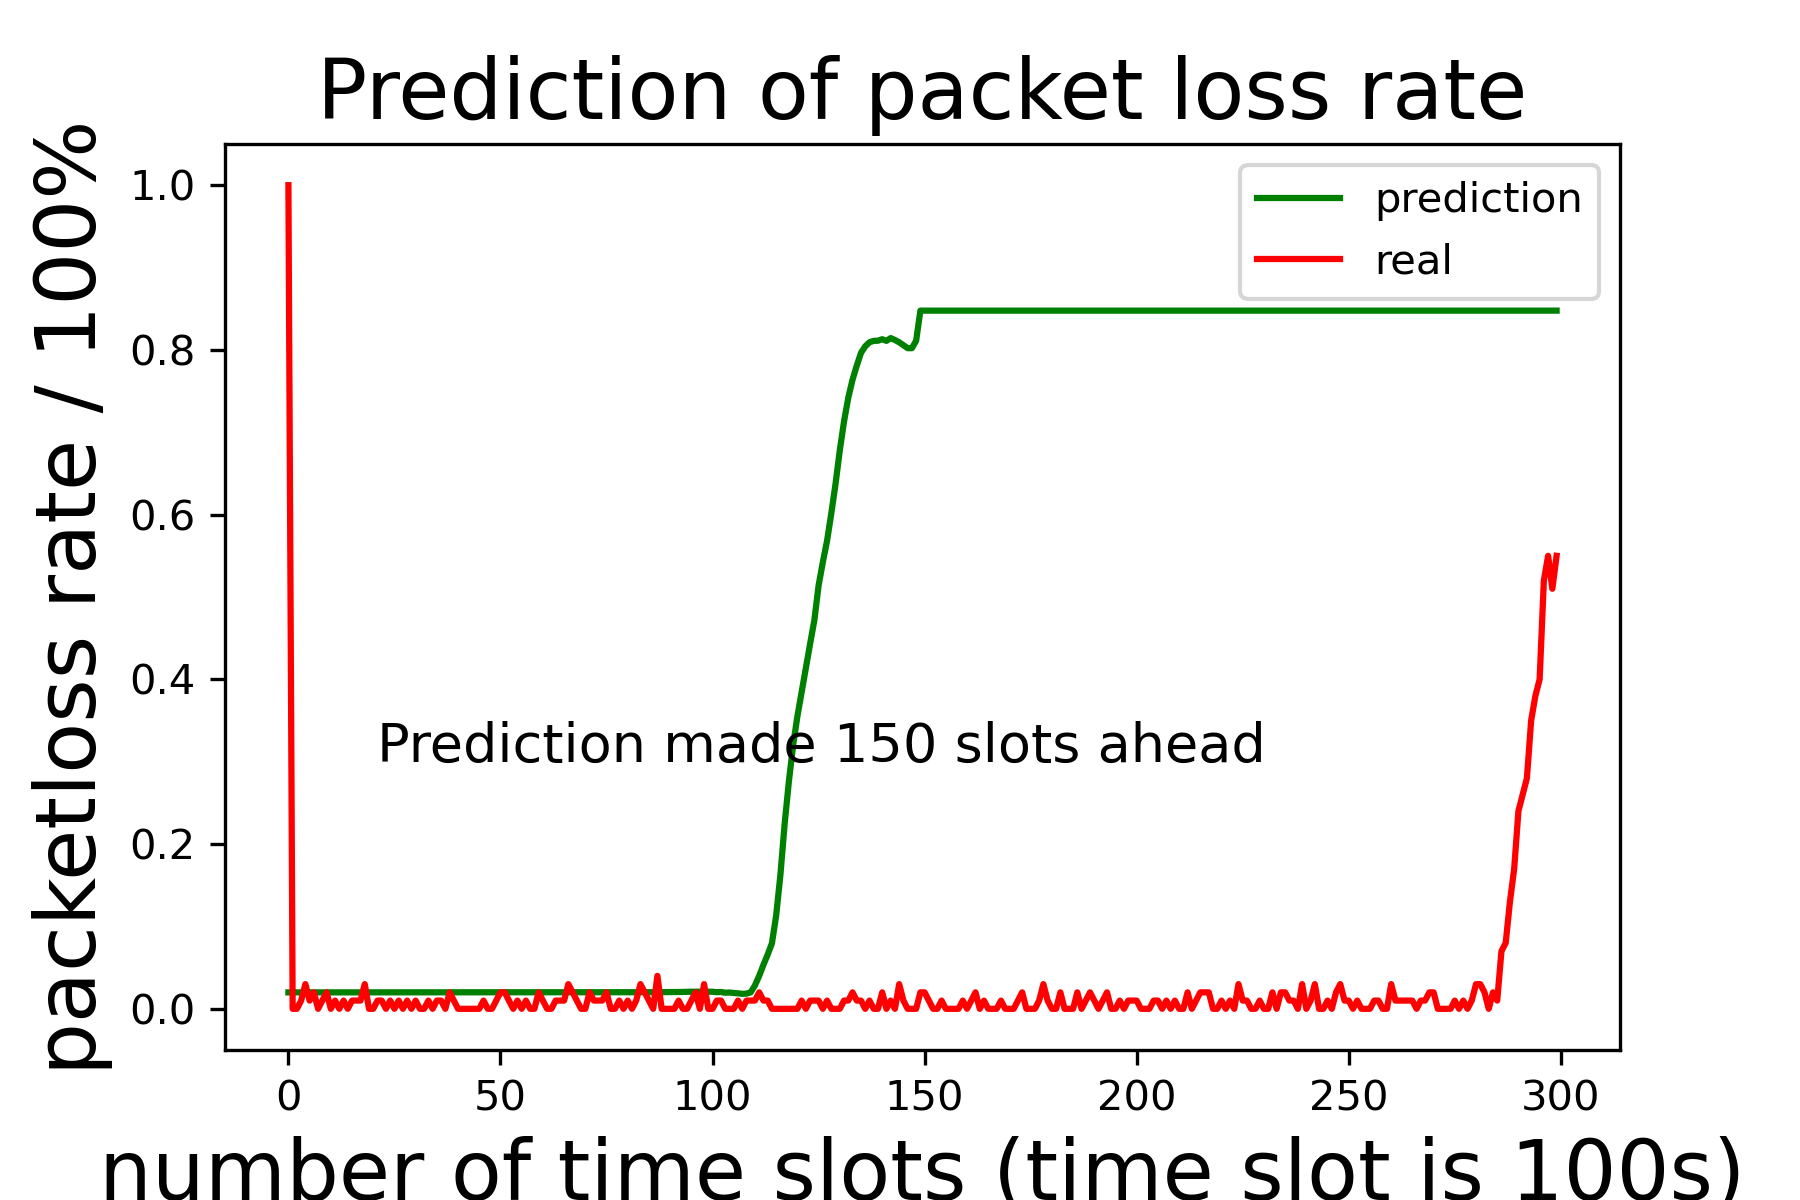 Prediction of packet loss rate
packetloss rate / 100%
1.0
0.8
0.6
0.4
0.2
0.0
prediction
real
Prediction made 150 slots ahead
0 50 100 150 200 250 300
number of time slots (time slot is 100s)